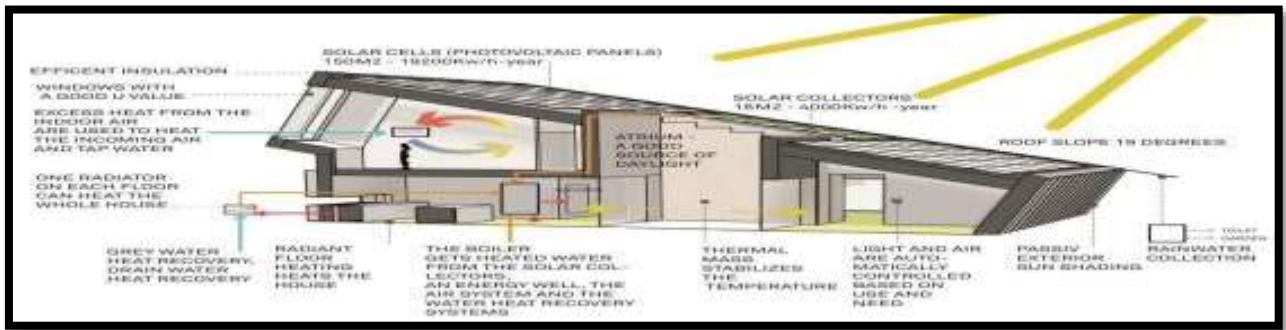 SOLAR CELLS (PHOTOVOLTAIC PANELS)
150M2 - 19200Kw/h-year
EFFICENT INSULATION
WINDOWS WITH
A GOOD U VALUE
EXCESS HEAT FROM THE
INDOOR AIR
ARE USED TO HEAT
THE INCOMING AIR
AND TAP WATER
ONE RADIATOR
ON EACH FLOOR
CAN HEAT THE
WHOLE HOUSE
SOLAR COLLECTORS
16M2 - 4000Kw/h -year
ROOF SLOPE 19 DEGREES
ATRIUM -
A GOOD
SOURCE OF
DAYLIGHT
GREY WATER
HEAT RECOVERY,
DRAIN WATER
HEAT RECOVERY
RADIANT
FLOOR
HEATING
HEATS THE
HOUSE
THE BOILER
GETS HEATED WATER
FROM THE SOLAR COL-
LECTORS,
AN ENERGY WELL, THE
AIR SYSTEM AND THE
WATER HEAT RECOVERY
SYSTEMS
THERMAL
MASS
STABILIZES
THE
TEMPERATURE
LIGHT AND AIR
ARE AUTO-
MATICALLY
CONTROLLED
BASED ON
USE AND
NEED
PASSIV
EXTERIOR
SUN SHADING
TOILET
GARDEN
RAINWATER
COLLECTION